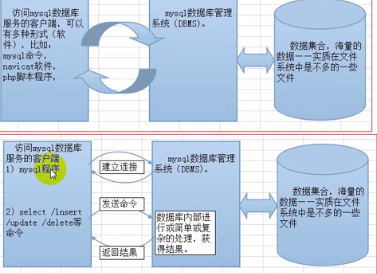 访问mysql数据库
服务的客户端,可以
有多种形式(软
件),比如:
mysql命令,
navicat软件,
php脚本程序,
mysql数据库管理
系统(DBMS)。
数据集合,海量的
数据——实质在文件
系统中是不多的一些
文件
访问mysql数据库
服务的客户端
1) mysql程序
2) select /insert
/update /delete等
命令
建立连接
发送命令
返回结果
mysql数据库管理
系统(DBMS)。
数据库内部进
行或简单或复
杂的处理,获
得结果。
数据集合,海量的
数据——实质在文件
系统中是不多的一些
文件